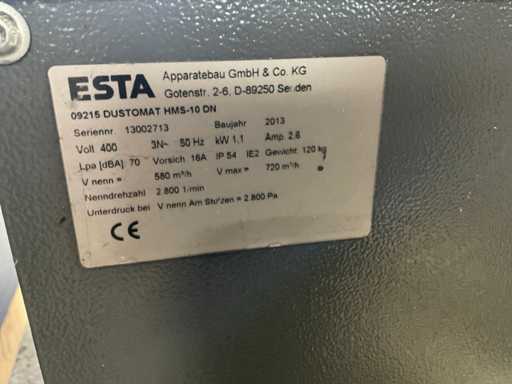 ESTA Apparatebau GmbH & Co. KG
Gotenstr. 2-6, D-89250 Senden
09215 DUSTOMAT HMS-10 DN
Seriennr. 13002713 Baujahr 2013
Volt 400 3N~ 50 Hz kW 1,1 Amp. 2.6
Lpa [dBA] 70 Vorsich 16A IP 54 IE2 Gewicht. 120 kg
V nenn = 580 m³/h V max = 720 m³/h
Nenndrehzahl 2.800 1/min
Unterdruck bei V nenn Am Stutzen = 2.800 Pa
CE